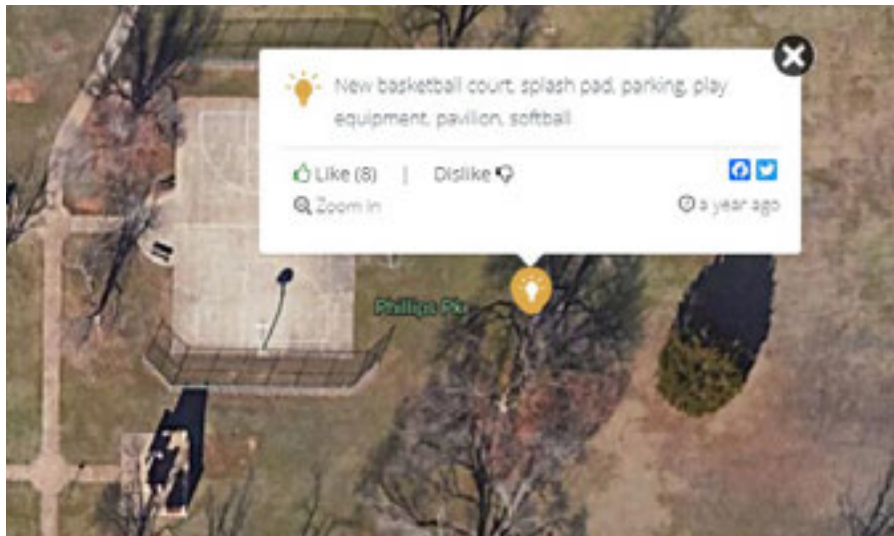 New basketball court, splash pad, parking, play
equipment, pavilion, softball
Like (8) | Dislike
Zoom in
a year ago
Phillips Pk